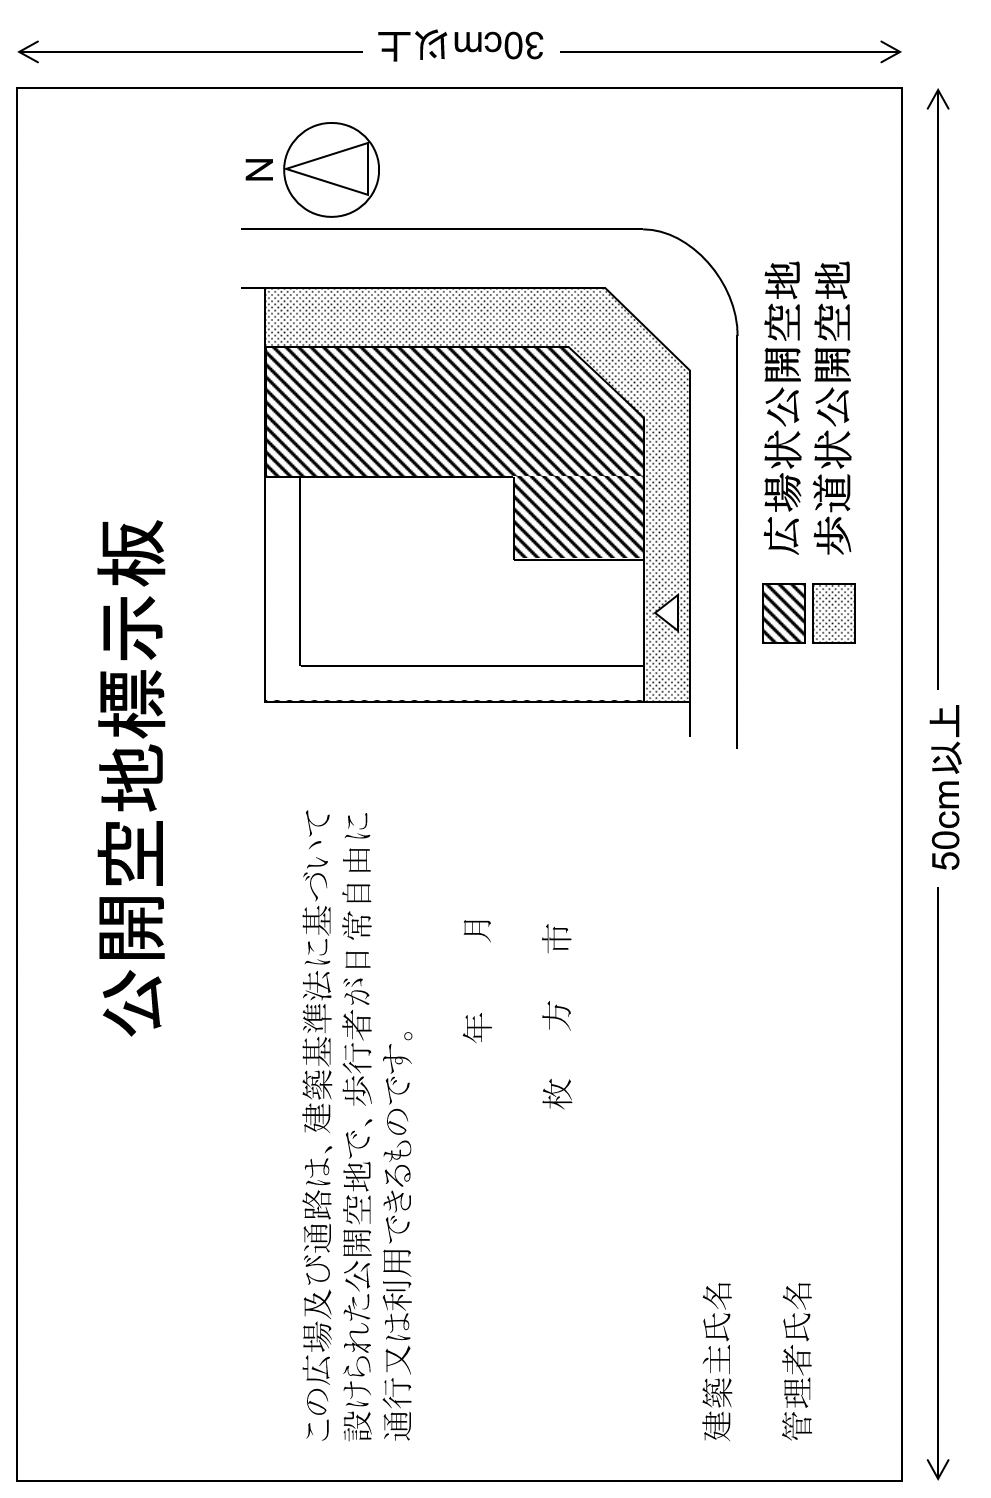 30cm以上
公開空地標示板
この広場及び通路は、建築基準法に基づいて
設けられた公開空地で、歩行者が日常自由に
通行又は利用できるものです。
年　　月
枚　方　市
建築主氏名
管理者氏名
N
広場状公開空地
歩道状公開空地
50cm以上